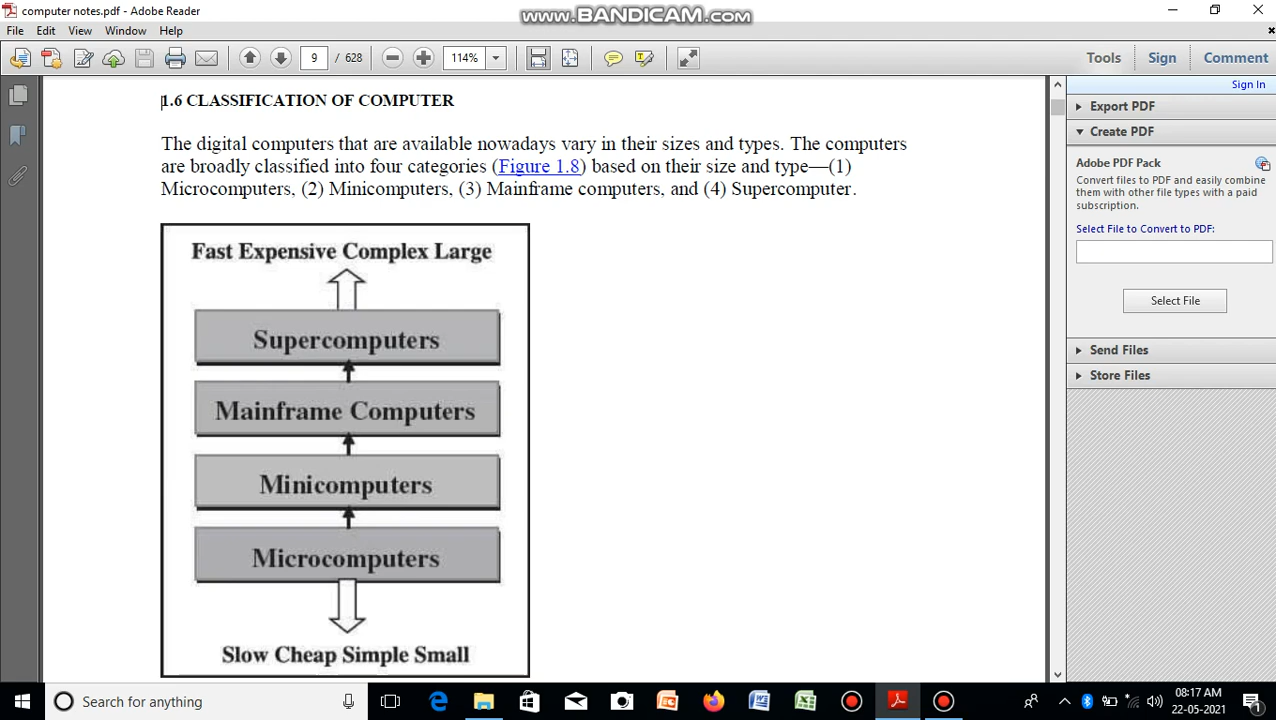 computer notes.pdf - Adobe Reader
www.BANDICAM.com
File Edit View Window Help
9 / 628 114% Tools Sign Comment
Sign In
Export PDF
Create PDF
Adobe PDF Pack
Convert files to PDF and easily combine
them with other file types with a paid
subscription.
Select File to Convert to PDF:
Select File
Send Files
Store Files
1.6 CLASSIFICATION OF COMPUTER
The digital computers that are available nowadays vary in their sizes and types. The computers
are broadly classified into four categories (Figure 1.8) based on their size and type—(1)
Microcomputers, (2) Minicomputers, (3) Mainframe computers, and (4) Supercomputer.
Fast Expensive Complex Large
Supercomputers
Mainframe Computers
Minicomputers
Microcomputers
Slow Cheap Simple Small
Search for anything
08:17 AM
22-05-2021
1